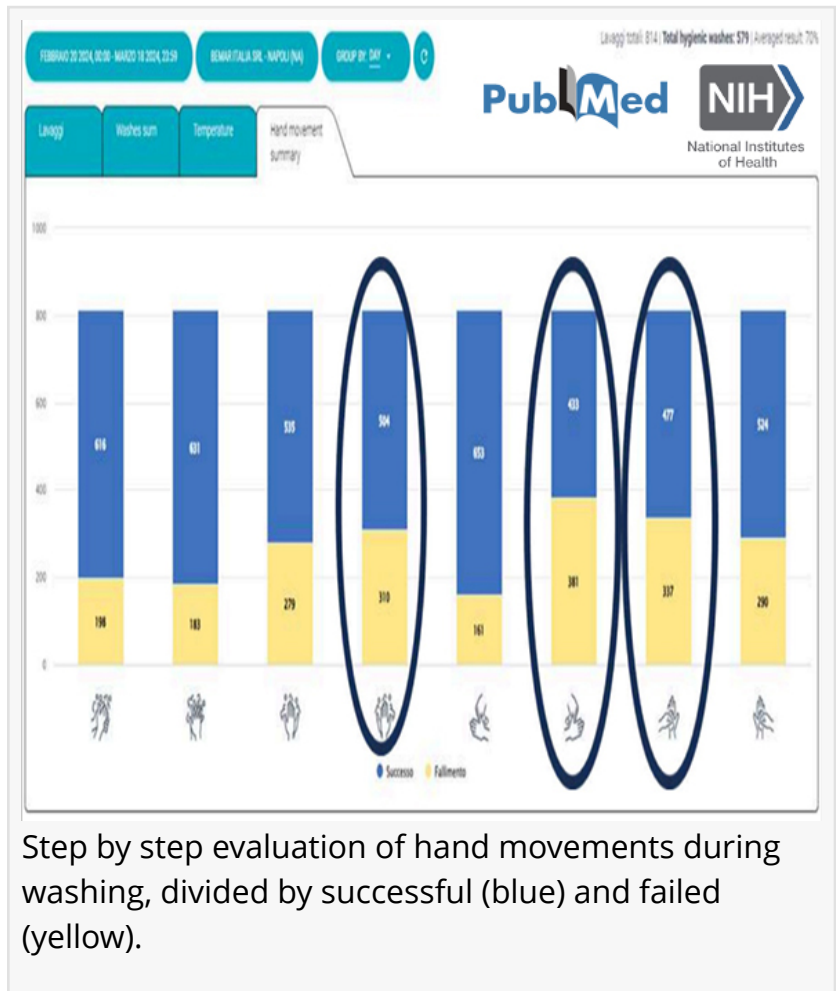 FEBBRAIO 20 2024, 00:00 - MARZO 18 2024, 23:59
BEMAR ITALIA SRL - NAPOLI (NA)
GROUP BY: DAY
Lavaggi totali: 814 | Total hygienic washes: 579 | Averaged result: 70%
PubMed
NIH
National Institutes
of Health
Lavaggi
Washes sum
Temperature
Hand movement
summary
1000
800
600
400
200
0
616
631
535
504
653
433
477
524
198
183
279
310
161
381
337
290
Successo
Fallimento
Step by step evaluation of hand movements during
washing, divided by successful (blue) and failed
(yellow).